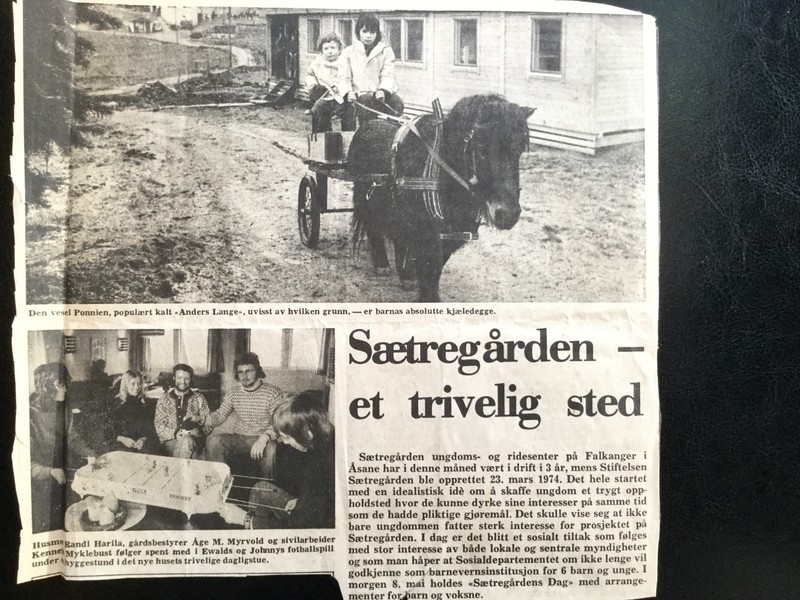 Den vesel Ponnien, populært kalt «Anders Lange», uvisst av hvilken grunn, — er barnas absolutte kjæledegge.
Sætregården —
et trivelig sted
Randi Harila, gårdsbestyrer Åge M. Myrvold og sivilarbeider
Myklebust følger spent med i Ewalds og Johnnys fotballspill
hyggestund i det nye husets trivelige dagligstue.
HOCKEY
Sætregården ungdoms- og ridesenter på Falkanger i
Åsane har i denne måned vært i drift i 3 år, mens Stiftelsen
Sætregården ble opprettet 23. mars 1974. Det hele startet
med en idealistisk idè om å skaffe ungdom et trygt opp-
holdsted hvor de kunne dyrke sine interesser på samme tid
som de hadde pliktige gjøremål. Det skulle vise seg at ikke
bare ungdommen fatter sterk interesse for prosjektet på
Sætregården. I dag er det blitt et sosialt tiltak som følges
med stor interesse av både lokale og sentrale myndigheter
og som man håper at Sosialdepartementet om ikke lenge vil
godkjenne som barnevernsinstitusjon for 6 barn og unge. I
morgen 8. mai holdes «Sætregårdens Dag» med arrange-
menter for barn og voksne.